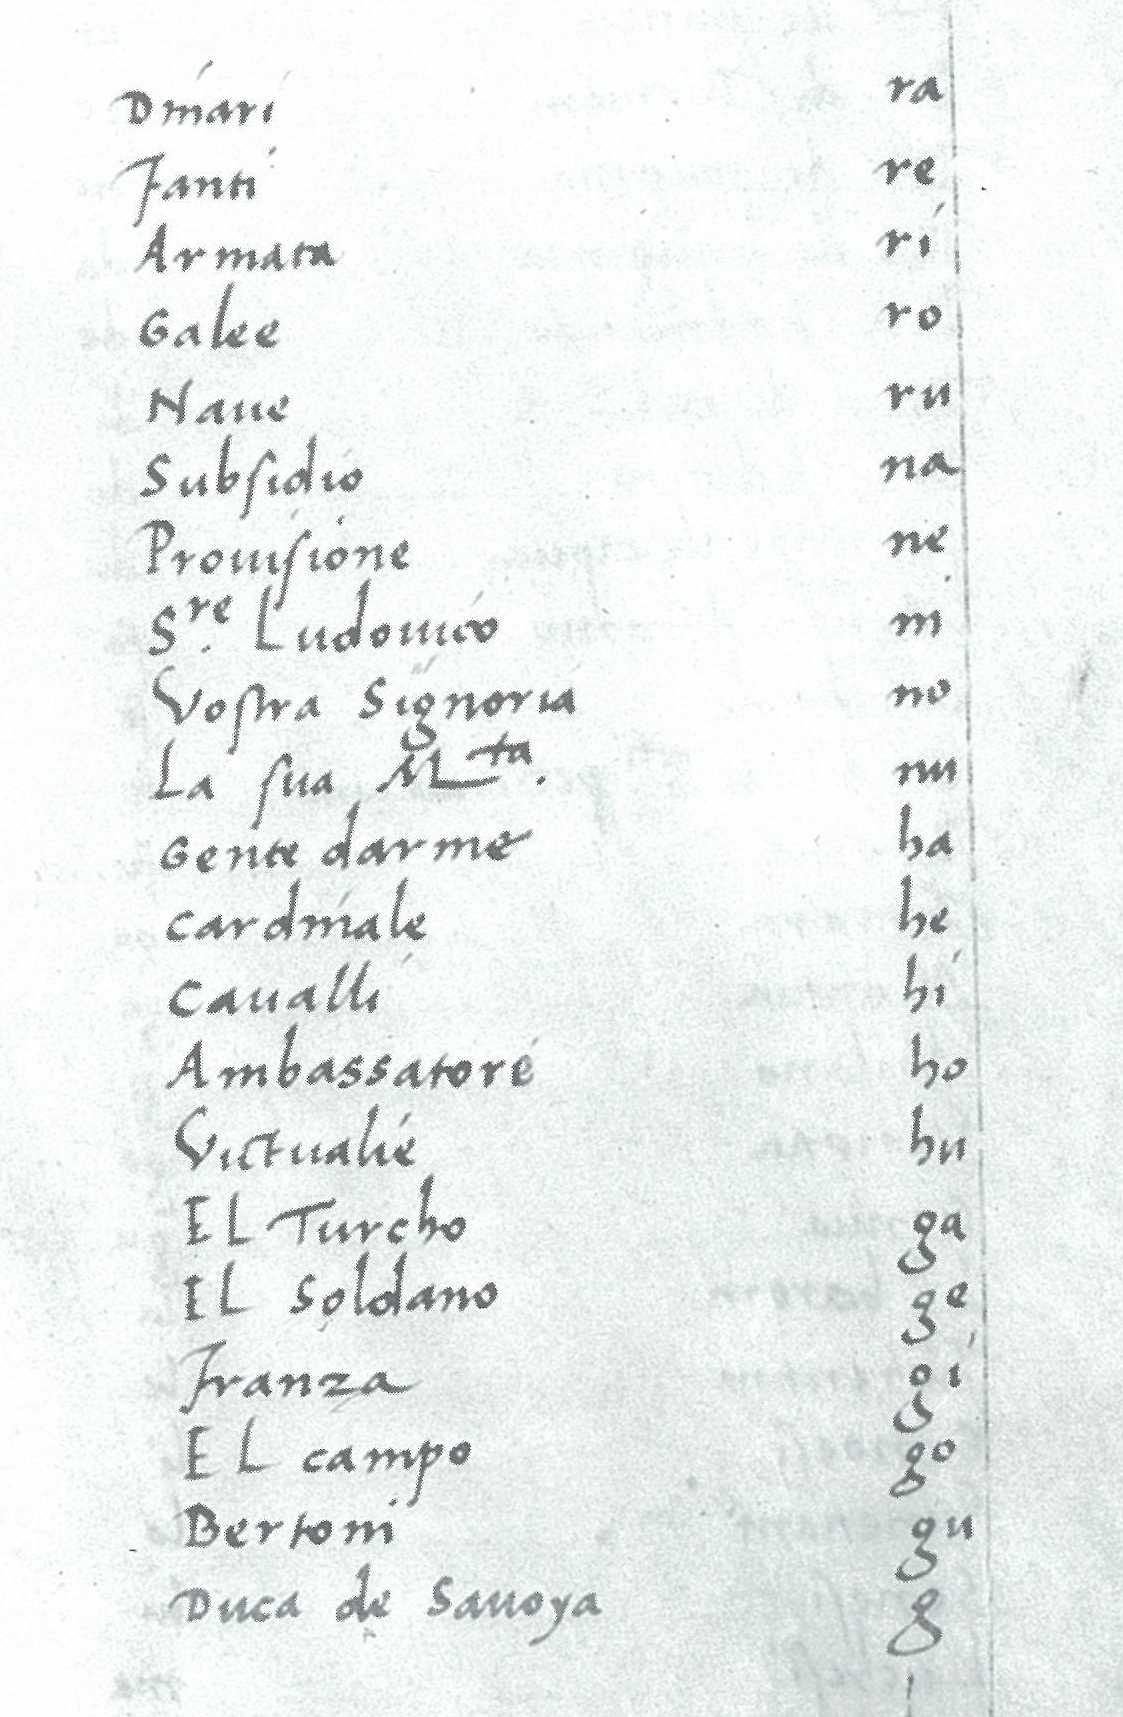 Dinari ra
Fanti re
Armata ri
Galee ro
Naue ru
Subsidio na
Prouisione ne
Sre. Ludouico ni
Vostra Signoria no
La sua Mta. nu
Gente darme ha
Cardinale he
Caualli hi
Ambassatore ho
Victualie hu
El Turcho ga
El Soldano ge
Franza gi
El campo go
Bertoni gu
Duca de Sauoya g